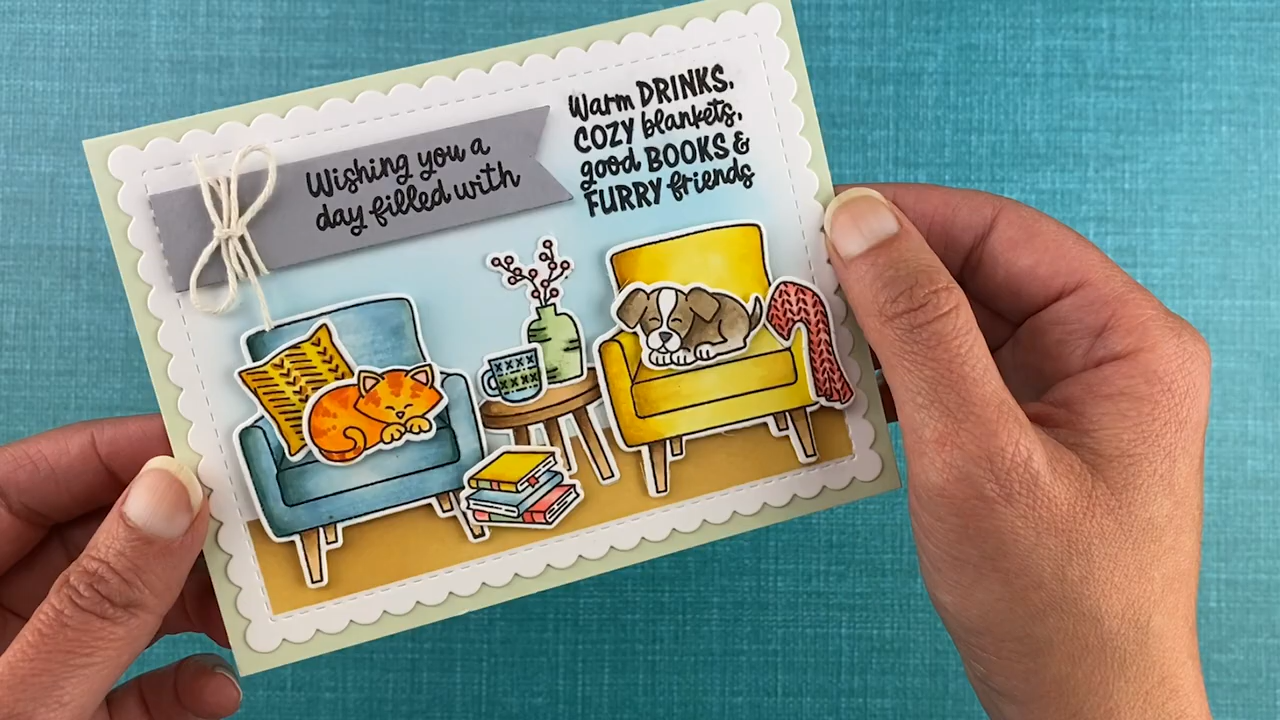 Wishing you a
day filled with
Warm DRINKS,
COZY blankets,
good BOOKS &
FURRY friends